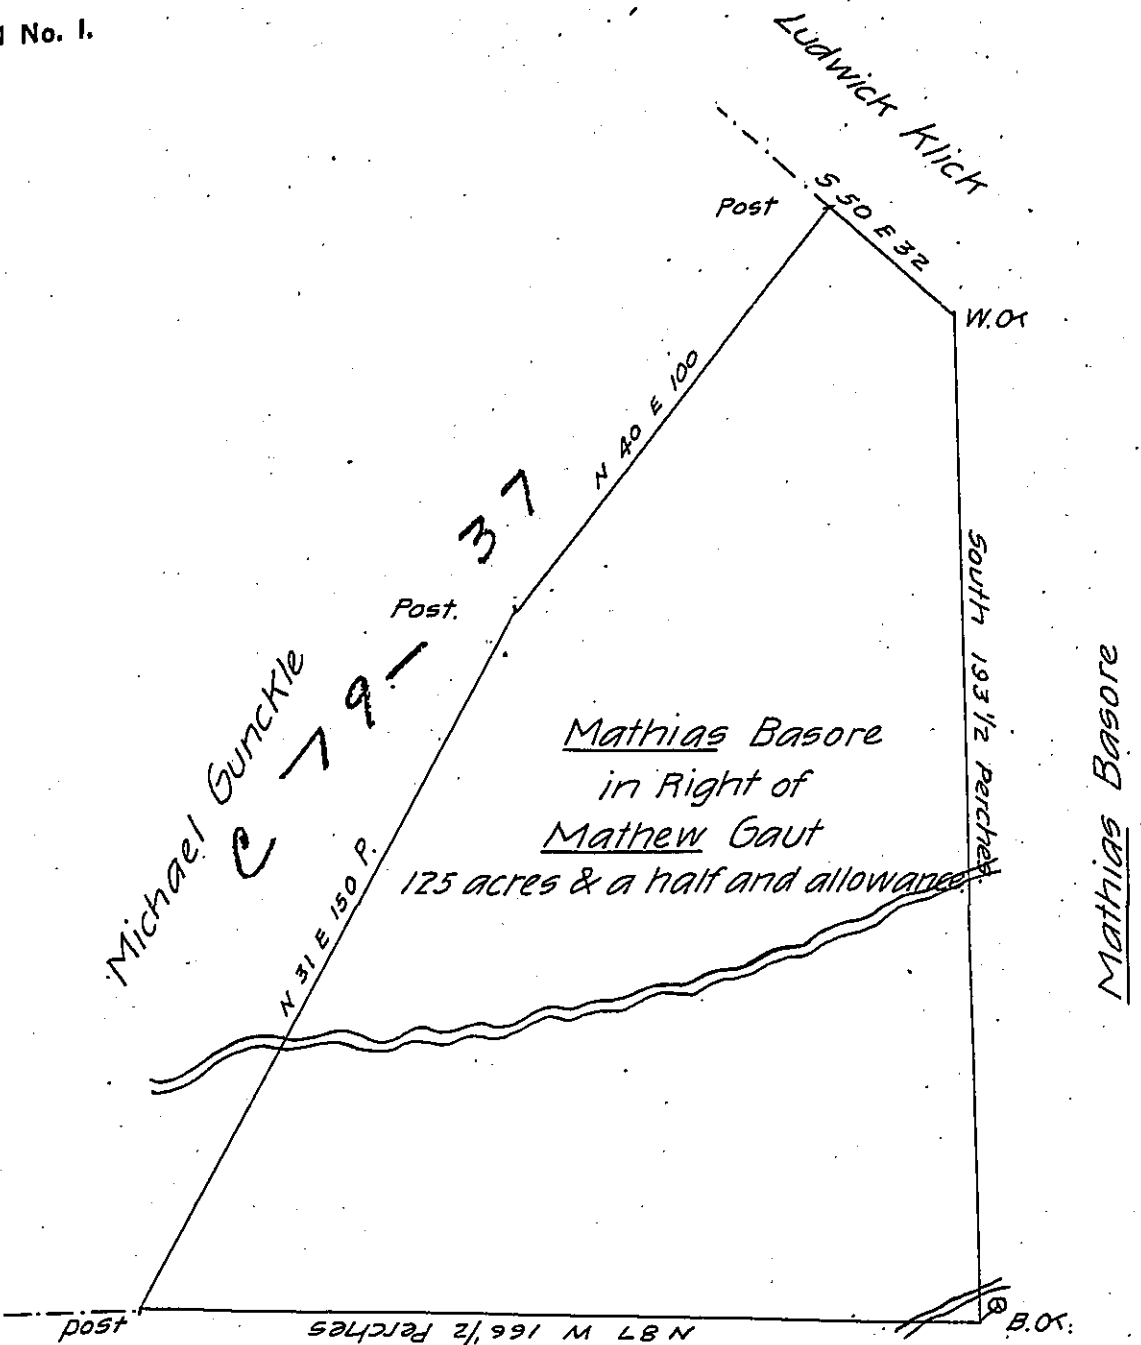 No. 1.
Ludwick Klick
Post
S 50 E 32
W.O.
N 40 E 100
C 79-37
Post.
Michael Gunckle
South 193 1/2 Perches.
Mathias Basore
in Right of
Mathew Gaut
125 acres & a half and allowance
N 31 E 150 P.
Mathias Basore
post
N 87 W 166 1/2 Perches
B.O.